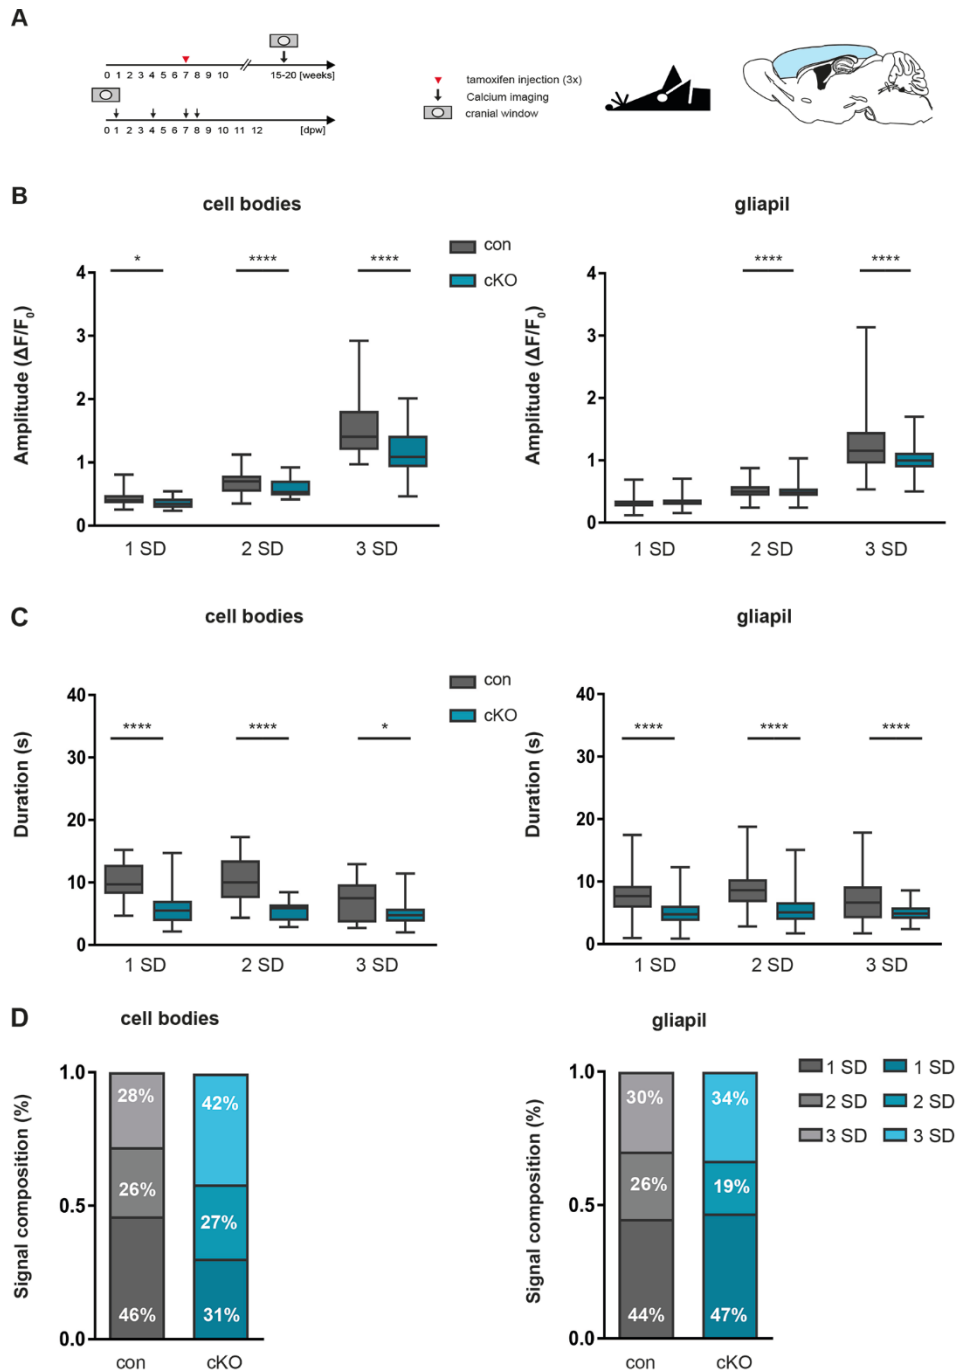 A
0 1 2 3 4 5 6 7 8 9 10 15-20 [weeks]
0 1 2 3 4 5 6 7 8 9 10 11 12 [dpw]
tamoxifen injection (3x)
Calcium imaging
cranial window
B
cell bodies
con
cKO
* **** ****
Amplitude (ΔF/F0)
4
3
2
1
0
1 SD 2 SD 3 SD
gliapil
**** ****
Amplitude (ΔF/F0)
4
3
2
1
0
1 SD 2 SD 3 SD
C
cell bodies
con
cKO
**** **** *
Duration (s)
40
30
20
10
0
1 SD 2 SD 3 SD
gliapil
**** **** ****
Duration (s)
40
30
20
10
0
1 SD 2 SD 3 SD
D
cell bodies
Signal composition (%)
1.0
0.5
0.0
28% 42%
26% 27%
46% 31%
con cKO
gliapil
Signal composition (%)
1.0
0.5
0.0
30% 34%
26% 19%
44% 47%
con cKO
1 SD 1 SD
2 SD 2 SD
3 SD 3 SD